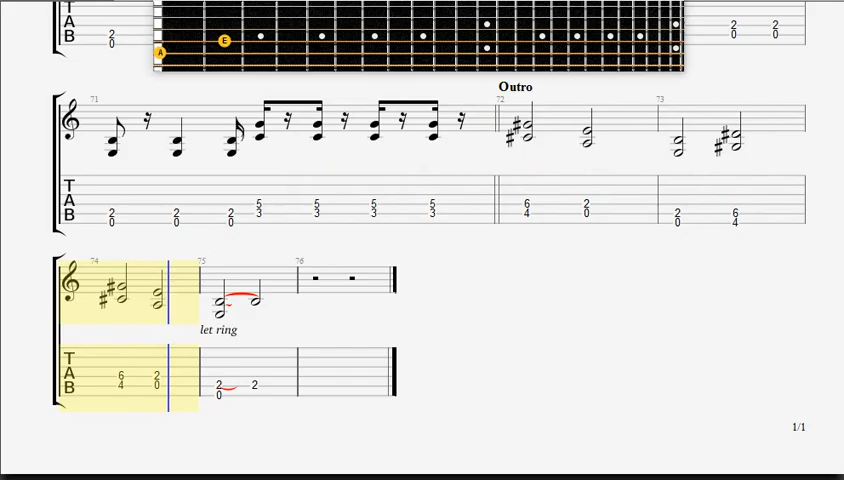 2 2 2
0 0 0
E
A
Outro
71 72 73
T
A
B
5 5 5 5 6 2
2 2 2 3 3 3 3 4 0 2 6
0 0 0 0 4
74 75 76
let ring
T
A
B
6 2
4 0 2 2
0
1/1